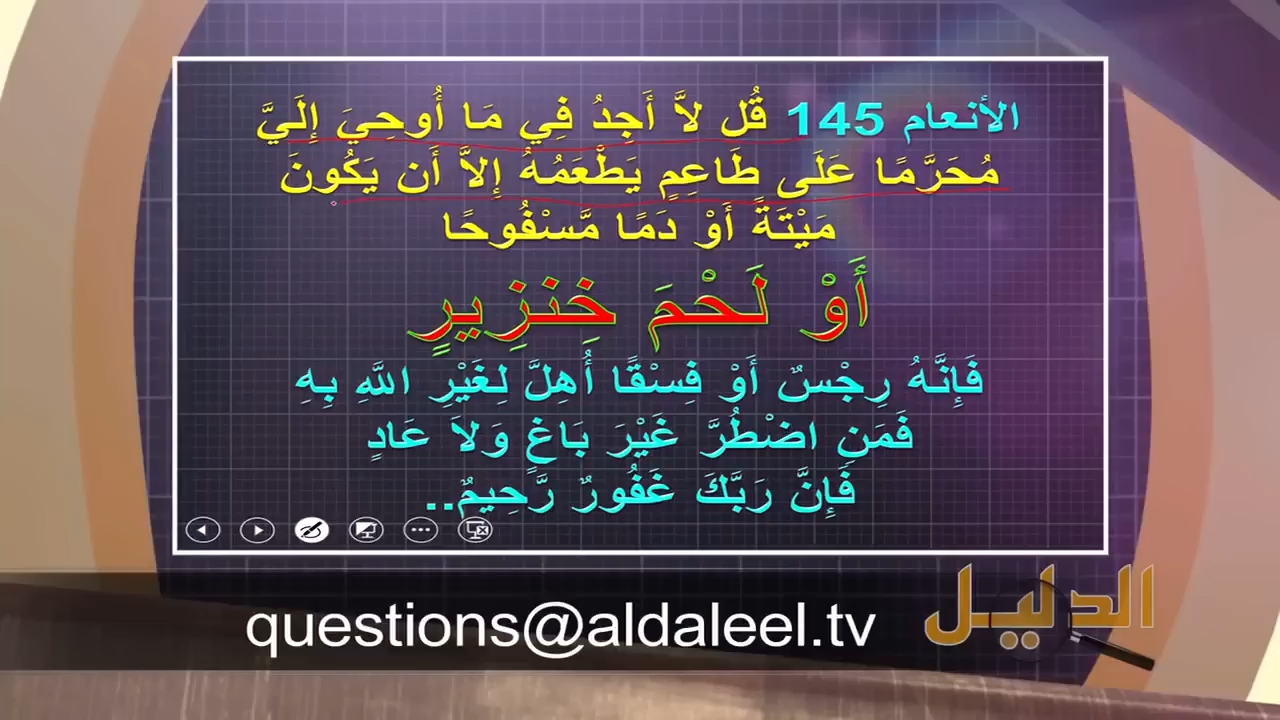 الأنعام 145 قُل لاَّ أَجِدُ فِي مَا أُوحِيَ إِلَيَّ
مُحَرَّمًا عَلَى طَاعِمٍ يَطْعَمُهُ إِلاَّ أَن يَكُونَ
مَيْتَةً أَوْ دَمًا مَّسْفُوحًا
أَوْ لَحْمَ خِنزِيرٍ
فَإِنَّهُ رِجْسٌ أَوْ فِسْقًا أُهِلَّ لِغَيْرِ اللَّهِ بِهِ
فَمَنِ اضْطُرَّ غَيْرَ بَاغٍ وَلاَ عَادٍ
فَإِنَّ رَبَّكَ غَفُورٌ رَّحِيمٌ..
الدليل
questions@aldaleel.tv